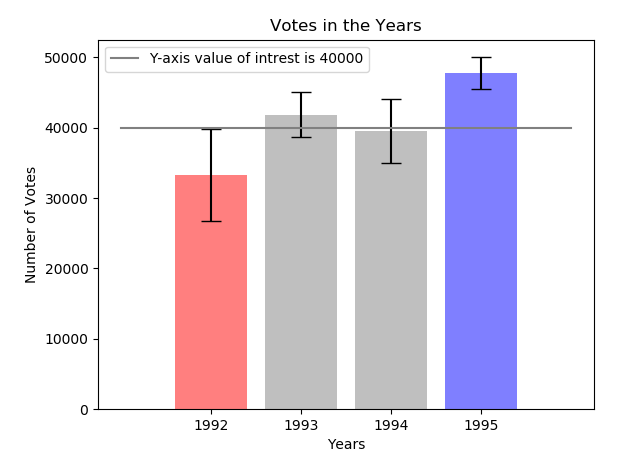 Votes in the Years
Y-axis value of intrest is 40000
50000
40000
30000
20000
10000
0
Number of Votes
1992 1993 1994 1995
Years